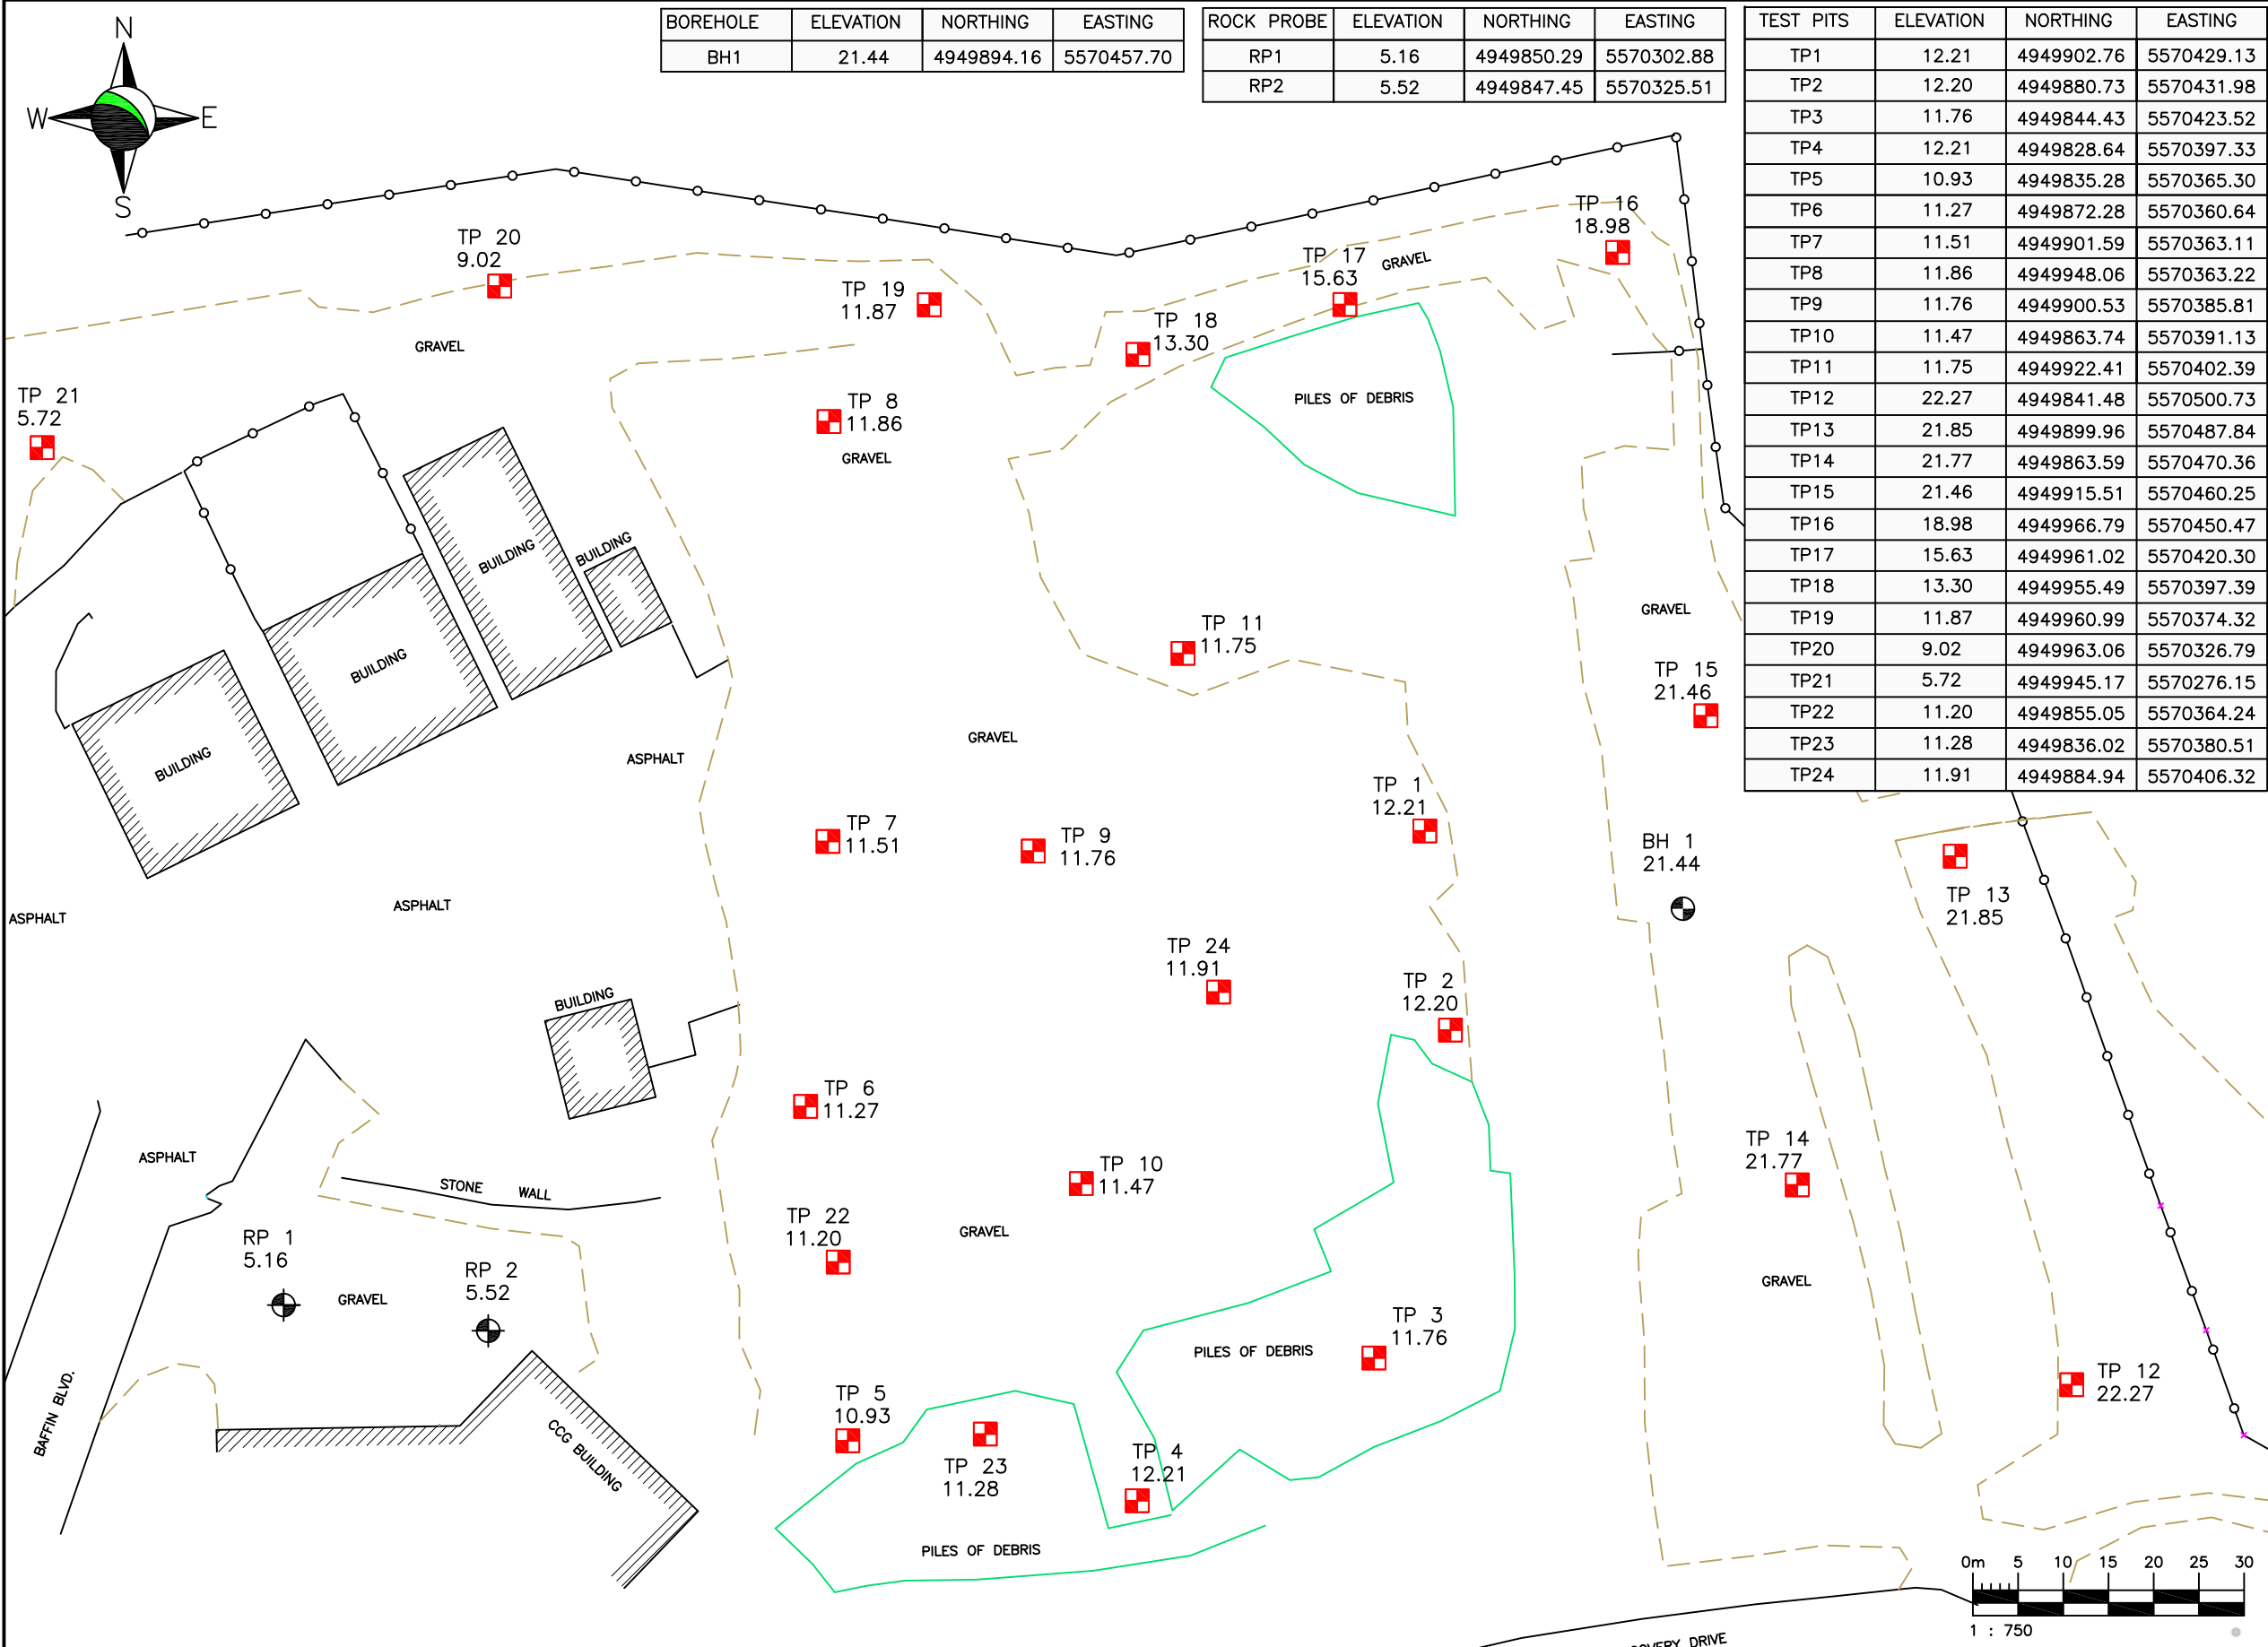 BOREHOLE ELEVATION NORTHING EASTING
BH1 21.44 4949894.16 5570457.70
ROCK PROBE ELEVATION NORTHING EASTING
RP1 5.16 4949850.29 5570302.88
RP2 5.52 4949847.45 5570325.51
TEST PITS ELEVATION NORTHING EASTING
TP1 12.21 4949902.76 5570429.13
TP2 12.20 4949880.73 5570431.98
TP3 11.76 4949844.43 5570423.52
TP4 12.21 4949828.64 5570397.33
TP5 10.93 4949835.28 5570365.30
TP6 11.27 4949872.28 5570360.64
TP7 11.51 4949901.59 5570363.11
TP8 11.86 4949948.06 5570363.22
TP9 11.76 4949900.53 5570385.81
TP10 11.47 4949863.74 5570391.13
TP11 11.75 4949922.41 5570402.39
TP12 22.27 4949841.48 5570500.73
TP13 21.85 4949899.96 5570487.84
TP14 21.77 4949863.59 5570470.36
TP15 21.46 4949915.51 5570460.25
TP16 18.98 4949966.79 5570450.47
TP17 15.63 4949961.02 5570420.30
TP18 13.30 4949955.49 5570397.39
TP19 11.87 4949960.99 5570374.32
TP20 9.02 4949963.06 5570326.79
TP21 5.72 4949945.17 5570276.15
TP22 11.20 4949855.05 5570364.24
TP23 11.28 4949836.02 5570380.51
TP24 11.91 4949884.94 5570406.32
N
W
E
S
TP 16
18.98
TP 20
9.02
TP 17
15.63
GRAVEL
TP 19
11.87
TP 18
13.30
GRAVEL
TP 21
5.72
TP 8
11.86
GRAVEL
PILES OF DEBRIS
BUILDING
BUILDING
BUILDING
BUILDING
GRAVEL
TP 11
11.75
TP 15
21.46
GRAVEL
ASPHALT
TP 1
12.21
TP 7
11.51
TP 9
11.76
BH 1
21.44
TP 13
21.85
ASPHALT
ASPHALT
TP 24
11.91
TP 2
12.20
BUILDING
TP 6
11.27
ASPHALT
TP 14
21.77
TP 10
11.47
STONE WALL
TP 22
11.20
GRAVEL
RP 1
5.16
RP 2
5.52
GRAVEL
GRAVEL
TP 3
11.76
PILES OF DEBRIS
TP 12
22.27
BAFFIN BLVD.
TP 5
10.93
CCG BUILDING
TP 23
11.28
TP 4
12.21
PILES OF DEBRIS
0m 5 10 15 20 25 30
1 : 750
DRIVE